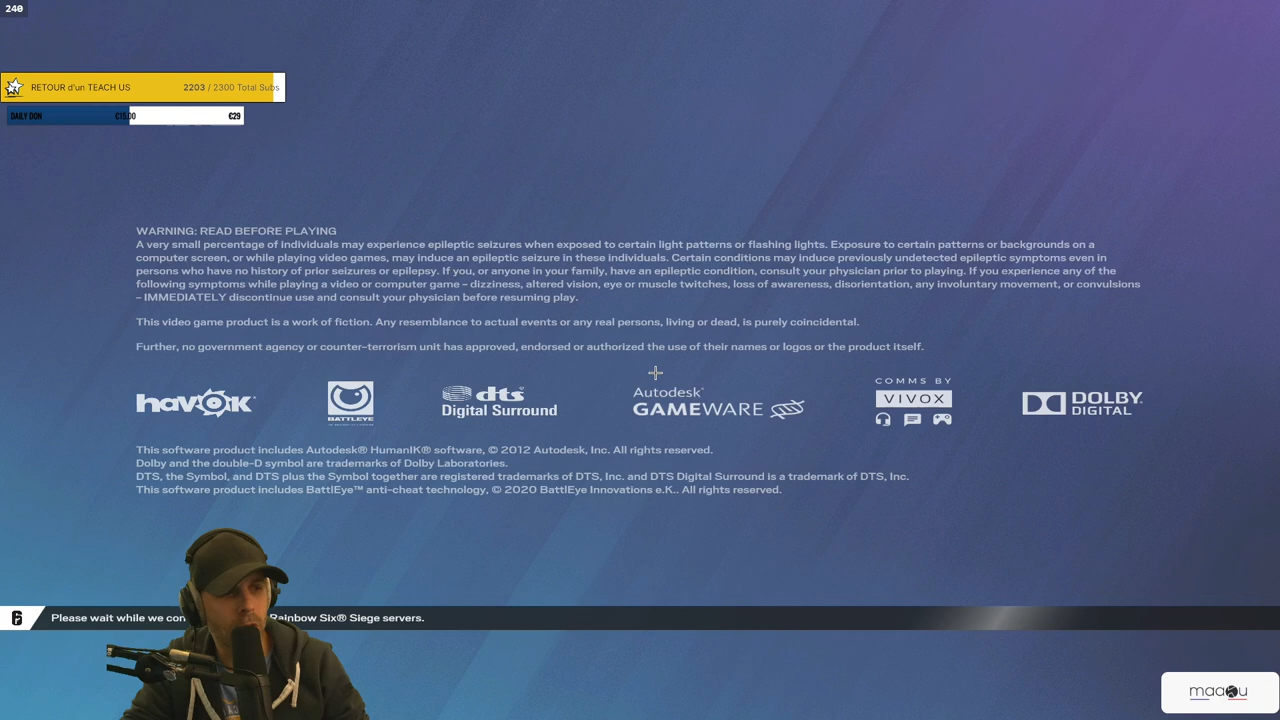 240
RETOUR d'un TEACH US 2203 / 2300 Total Subs
DAILY DON €15.00 €29
WARNING: READ BEFORE PLAYING
A very small percentage of individuals may experience epileptic seizures when exposed to certain light patterns or flashing lights. Exposure to certain patterns or backgrounds on a
computer screen, or while playing video games, may induce an epileptic seizure in these individuals. Certain conditions may induce previously undetected epileptic symptoms even in
persons who have no history of prior seizures or epilepsy. If you, or anyone in your family, have an epileptic condition, consult your physician prior to playing. If you experience any of the
following symptoms while playing a video or computer game – dizziness, altered vision, eye or muscle twitches, loss of awareness, disorientation, any involuntary movement, or convulsions
– IMMEDIATELY discontinue use and consult your physician before resuming play.
This video game product is a work of fiction. Any resemblance to actual events or any real persons, living or dead, is purely coincidental.
Further, no government agency or counter-terrorism unit has approved, endorsed or authorized the use of their names or logos or the product itself.
havok
BATTLEYE
dts
Digital Surround
Autodesk®
GAMEWARE
COMMS BY
VIVOX
DOLBY
DIGITAL
This software product includes Autodesk® HumanIK® software, © 2012 Autodesk, Inc. All rights reserved.
Dolby and the double-D symbol are trademarks of Dolby Laboratories.
DTS, the Symbol, and DTS plus the Symbol together are registered trademarks of DTS, Inc. and DTS Digital Surround is a trademark of DTS, Inc.
This software product includes BattlEye™ anti-cheat technology, © 2020 BattlEye Innovations e.K.. All rights reserved.
6 Please wait while we con Rainbow Six® Siege servers.
maaKu